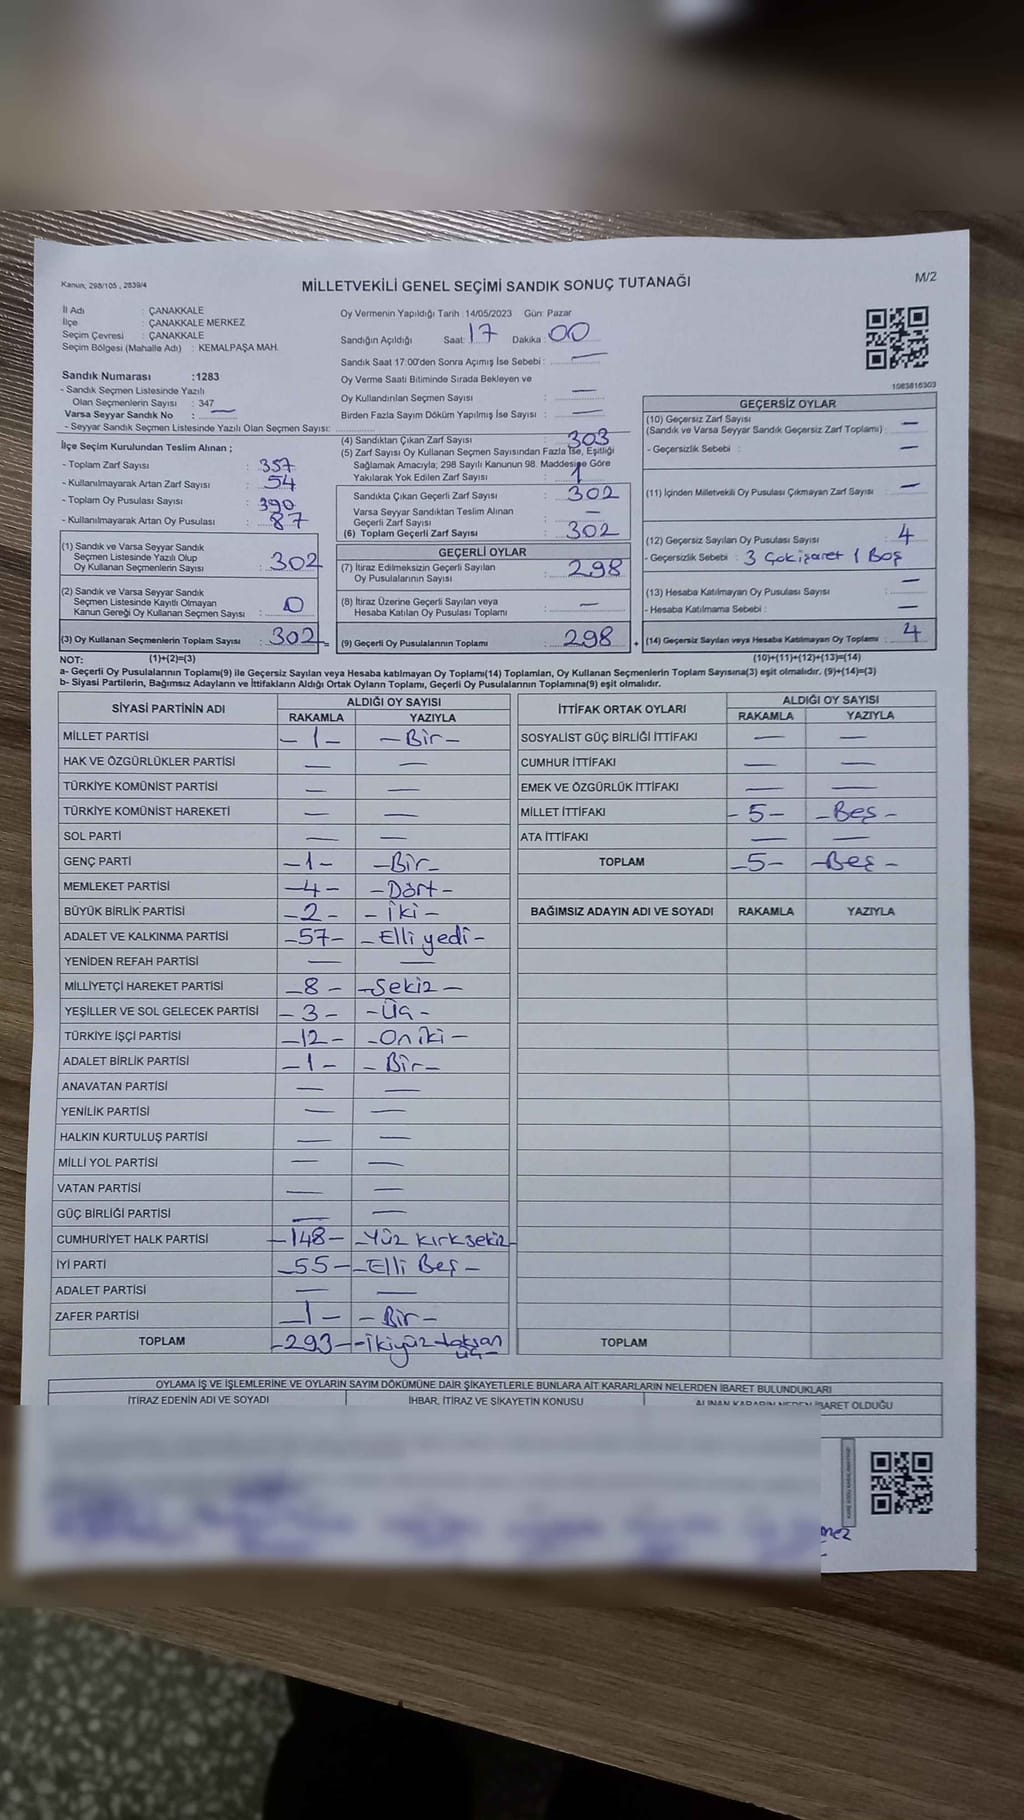 Kanun; 298/105 , 2839/4
MİLLETVEKİLİ GENEL SEÇİMİ SANDIK SONUÇ TUTANAĞI
M/2
İl Adı : ÇANAKKALE
İlçe : ÇANAKKALE MERKEZ
Seçim Çevresi : ÇANAKKALE
Seçim Bölgesi (Mahalle Adı) : KEMALPAŞA MAH.
Sandık Numarası :1283
- Sandık Seçmen Listesinde Yazılı
Olan Seçmenlerin Sayısı : 347
Varsa Seyyar Sandık No : —
- Seyyar Sandık Seçmen Listesinde Yazılı Olan Seçmen Sayısı:
Oy Vermenin Yapıldığı Tarih :14/05/2023 Gün: Pazar
Sandığın Açıldığı Saat: 17 Dakika : 00
Sandık Saat 17:00'den Sonra Açımış İse Sebebi : —
Oy Verme Saati Bitiminde Sırada Bekleyen ve
Oy Kullandırılan Seçmen Sayısı : —
Birden Fazla Sayım Döküm Yapılmış İse Sayısı : —
1083816303
İlçe Seçim Kurulundan Teslim Alınan ;
- Toplam Zarf Sayısı : 357
- Kullanılmayarak Artan Zarf Sayısı : 54
- Toplam Oy Pusulası Sayısı : 390
- Kullanılmayarak Artan Oy Pusulası : 87
(1) Sandık ve Varsa Seyyar Sandık
Seçmen Listesinde Yazılı Olup
Oy Kullanan Seçmenlerin Sayısı : 302
(2) Sandık ve Varsa Seyyar Sandık
Seçmen Listesinde Kayıtlı Olmayan
Kanun Gereği Oy Kullanan Seçmen Sayısı : 0
(3) Oy Kullanan Seçmenlerin Toplam Sayısı : 302 =
(4) Sandıktan Çıkan Zarf Sayısı : 303
(5) Zarf Sayısı Oy Kullanan Seçmen Sayısından Fazla İse, Eşitliği
Sağlamak Amacıyla; 298 Sayılı Kanunun 98. Maddesine Göre
Yakılarak Yok Edilen Zarf Sayısı : 1
Sandıkta Çıkan Geçerli Zarf Sayısı : 302
Varsa Seyyar Sandıktan Teslim Alınan
Geçerli Zarf Sayısı : —
(6) Toplam Geçerli Zarf Sayısı : 302
GEÇERLİ OYLAR
(7) İtiraz Edilmeksizin Geçerli Sayılan
Oy Pusulalarının Sayısı : 298
(8) İtiraz Üzerine Geçerli Sayılan veya
Hesaba Katılan Oy Pusulası Toplamı : —
(9) Geçerli Oy Pusulalarının Toplamı : 298 +
GEÇERSİZ OYLAR
(10) Geçersiz Zarf Sayısı
(Sandık ve Varsa Seyyar Sandık Geçersiz Zarf Toplamı) : —
- Geçersizlik Sebebi : —
(11) İçinden Milletvekili Oy Pusulası Çıkmayan Zarf Sayısı : —
(12) Geçersiz Sayılan Oy Pusulası Sayısı : 4
- Geçersizlik Sebebi : 3 Çok işaret 1 Boş
(13) Hesaba Katılmayan Oy Pusulası Sayısı : —
- Hesaba Katılmama Sebebi : —
(14) Geçersiz Sayılan veya Hesaba Katılmayan Oy Toplamı : 4
NOT: (1)+(2)=(3) (10)+(11)+(12)+(13)=(14)
a- Geçerli Oy Pusulalarının Toplamı(9) ile Geçersiz Sayılan veya Hesaba Katılmayan Oy Toplamı(14) Toplamları, Oy Kullanan Seçmenlerin Toplam Sayısına(3) eşit olmalıdır. (9)+(14)=(3)
b- Siyasi Partilerin, Bağımsız Adayların ve İttifakların Aldığı Ortak Oyların Toplamı, Geçerli Oy Pusulalarının Toplamına(9) eşit olmalıdır.
SİYASİ PARTİNİN ADI ALDIĞI OY SAYISI
RAKAMLA YAZIYLA
MİLLET PARTİSİ - 1 - - Bir -
HAK VE ÖZGÜRLÜKLER PARTİSİ — —
TÜRKİYE KOMÜNİST PARTİSİ — —
TÜRKİYE KOMÜNİST HAREKETİ — —
SOL PARTİ — —
GENÇ PARTİ - 1 - - Bir -
MEMLEKET PARTİSİ - 4 - - Dört -
BÜYÜK BİRLİK PARTİSİ - 2 - - iki -
ADALET VE KALKINMA PARTİSİ - 57 - - Elli yedi -
YENİDEN REFAH PARTİSİ — —
MİLLİYETÇİ HAREKET PARTİSİ - 8 - - Sekiz -
YEŞİLLER VE SOL GELECEK PARTİSİ - 3 - - Üç -
TÜRKİYE İŞÇİ PARTİSİ - 12 - - On iki -
ADALET BİRLİK PARTİSİ - 1 - - Bir -
ANAVATAN PARTİSİ — —
YENİLİK PARTİSİ — —
HALKIN KURTULUŞ PARTİSİ — —
MİLLİ YOL PARTİSİ — —
VATAN PARTİSİ — —
GÜÇ BİRLİĞİ PARTİSİ — —
CUMHURİYET HALK PARTİSİ - 148 - - Yüz kırksekiz -
İYİ PARTİ - 55 - - Elli Beş -
ADALET PARTİSİ — —
ZAFER PARTİSİ - 1 - - Bir -
TOPLAM - 293 - - İkiyüz doksan
üç -
İTTİFAK ORTAK OYLARI ALDIĞI OY SAYISI
RAKAMLA YAZIYLA
SOSYALİST GÜÇ BİRLİĞİ İTTİFAKI — —
CUMHUR İTTİFAKI — —
EMEK VE ÖZGÜRLÜK İTTİFAKI — —
MİLLET İTTİFAKI - 5 - - Beş -
ATA İTTİFAKI — —
TOPLAM - 5 - - Beş -
BAĞIMSIZ ADAYIN ADI VE SOYADI RAKAMLA YAZIYLA
TOPLAM
OYLAMA İŞ VE İŞLEMLERİNE VE OYLARIN SAYIM DÖKÜMÜNE DAİR ŞİKAYETLERLE BUNLARA AİT KARARLARIN NELERDEN İBARET BULUNDUKLARI
İTİRAZ EDENİN ADI VE SOYADI İHBAR, İTİRAZ VE ŞİKAYETİN KONUSU ALINAN KARARIN NEDEN İBARET OLDUĞU